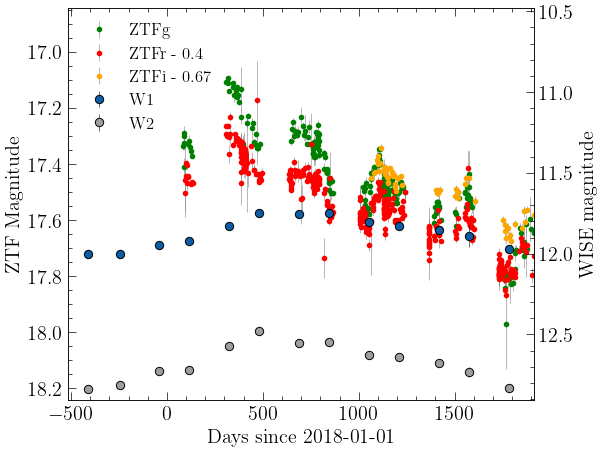 ZTFg
ZTFr - 0.4
ZTFi - 0.67
W1
W2
17.0
17.2
17.4
17.6
17.8
18.0
18.2
ZTF Magnitude
10.5
11.0
11.5
12.0
12.5
WISE magnitude
−500
0
500
1000
1500
Days since 2018-01-01